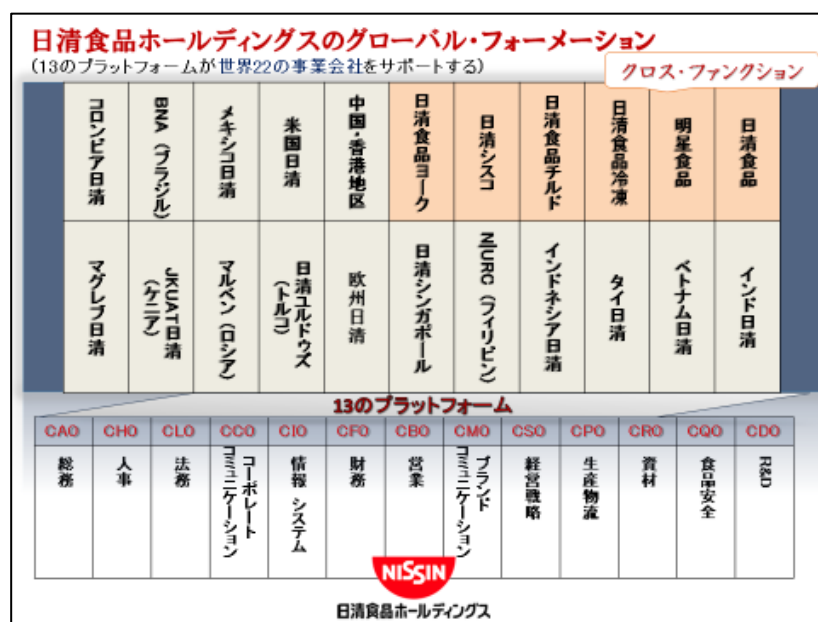 日清食品ホールディングスのグローバル・フォーメーション
(13のプラットフォームが世界22の事業会社をサポートする)
クロス・ファンクション
コロンビア日清
BNA（ブラジル）
メキシコ日清
米国日清
中国・香港地区
日清食品ヨーク
日清シスコ
日清食品チルド
日清食品冷凍
明星食品
日清食品
マグレブ日清
JKUAT日清
（ケニア）
マルベン（ロシア）
日清ユルドゥズ
（トルコ）
欧州日清
日清シンガポール
N|URC（フィリピン）
インドネシア日清
タイ日清
ベトナム日清
インド日清
13のプラットフォーム
CAO
CHO
CLO
CCO
CIO
CFO
CBO
CMO
CSO
CPO
CRO
CQO
CDO
総務
人事
法務
コーポレート
コミュニケーション
情報 システム
財務
営業
ブランド
コミュニケーション
経営戦略
生産物流
資材
食品安全
R&D
NISSIN
日清食品ホールディングス